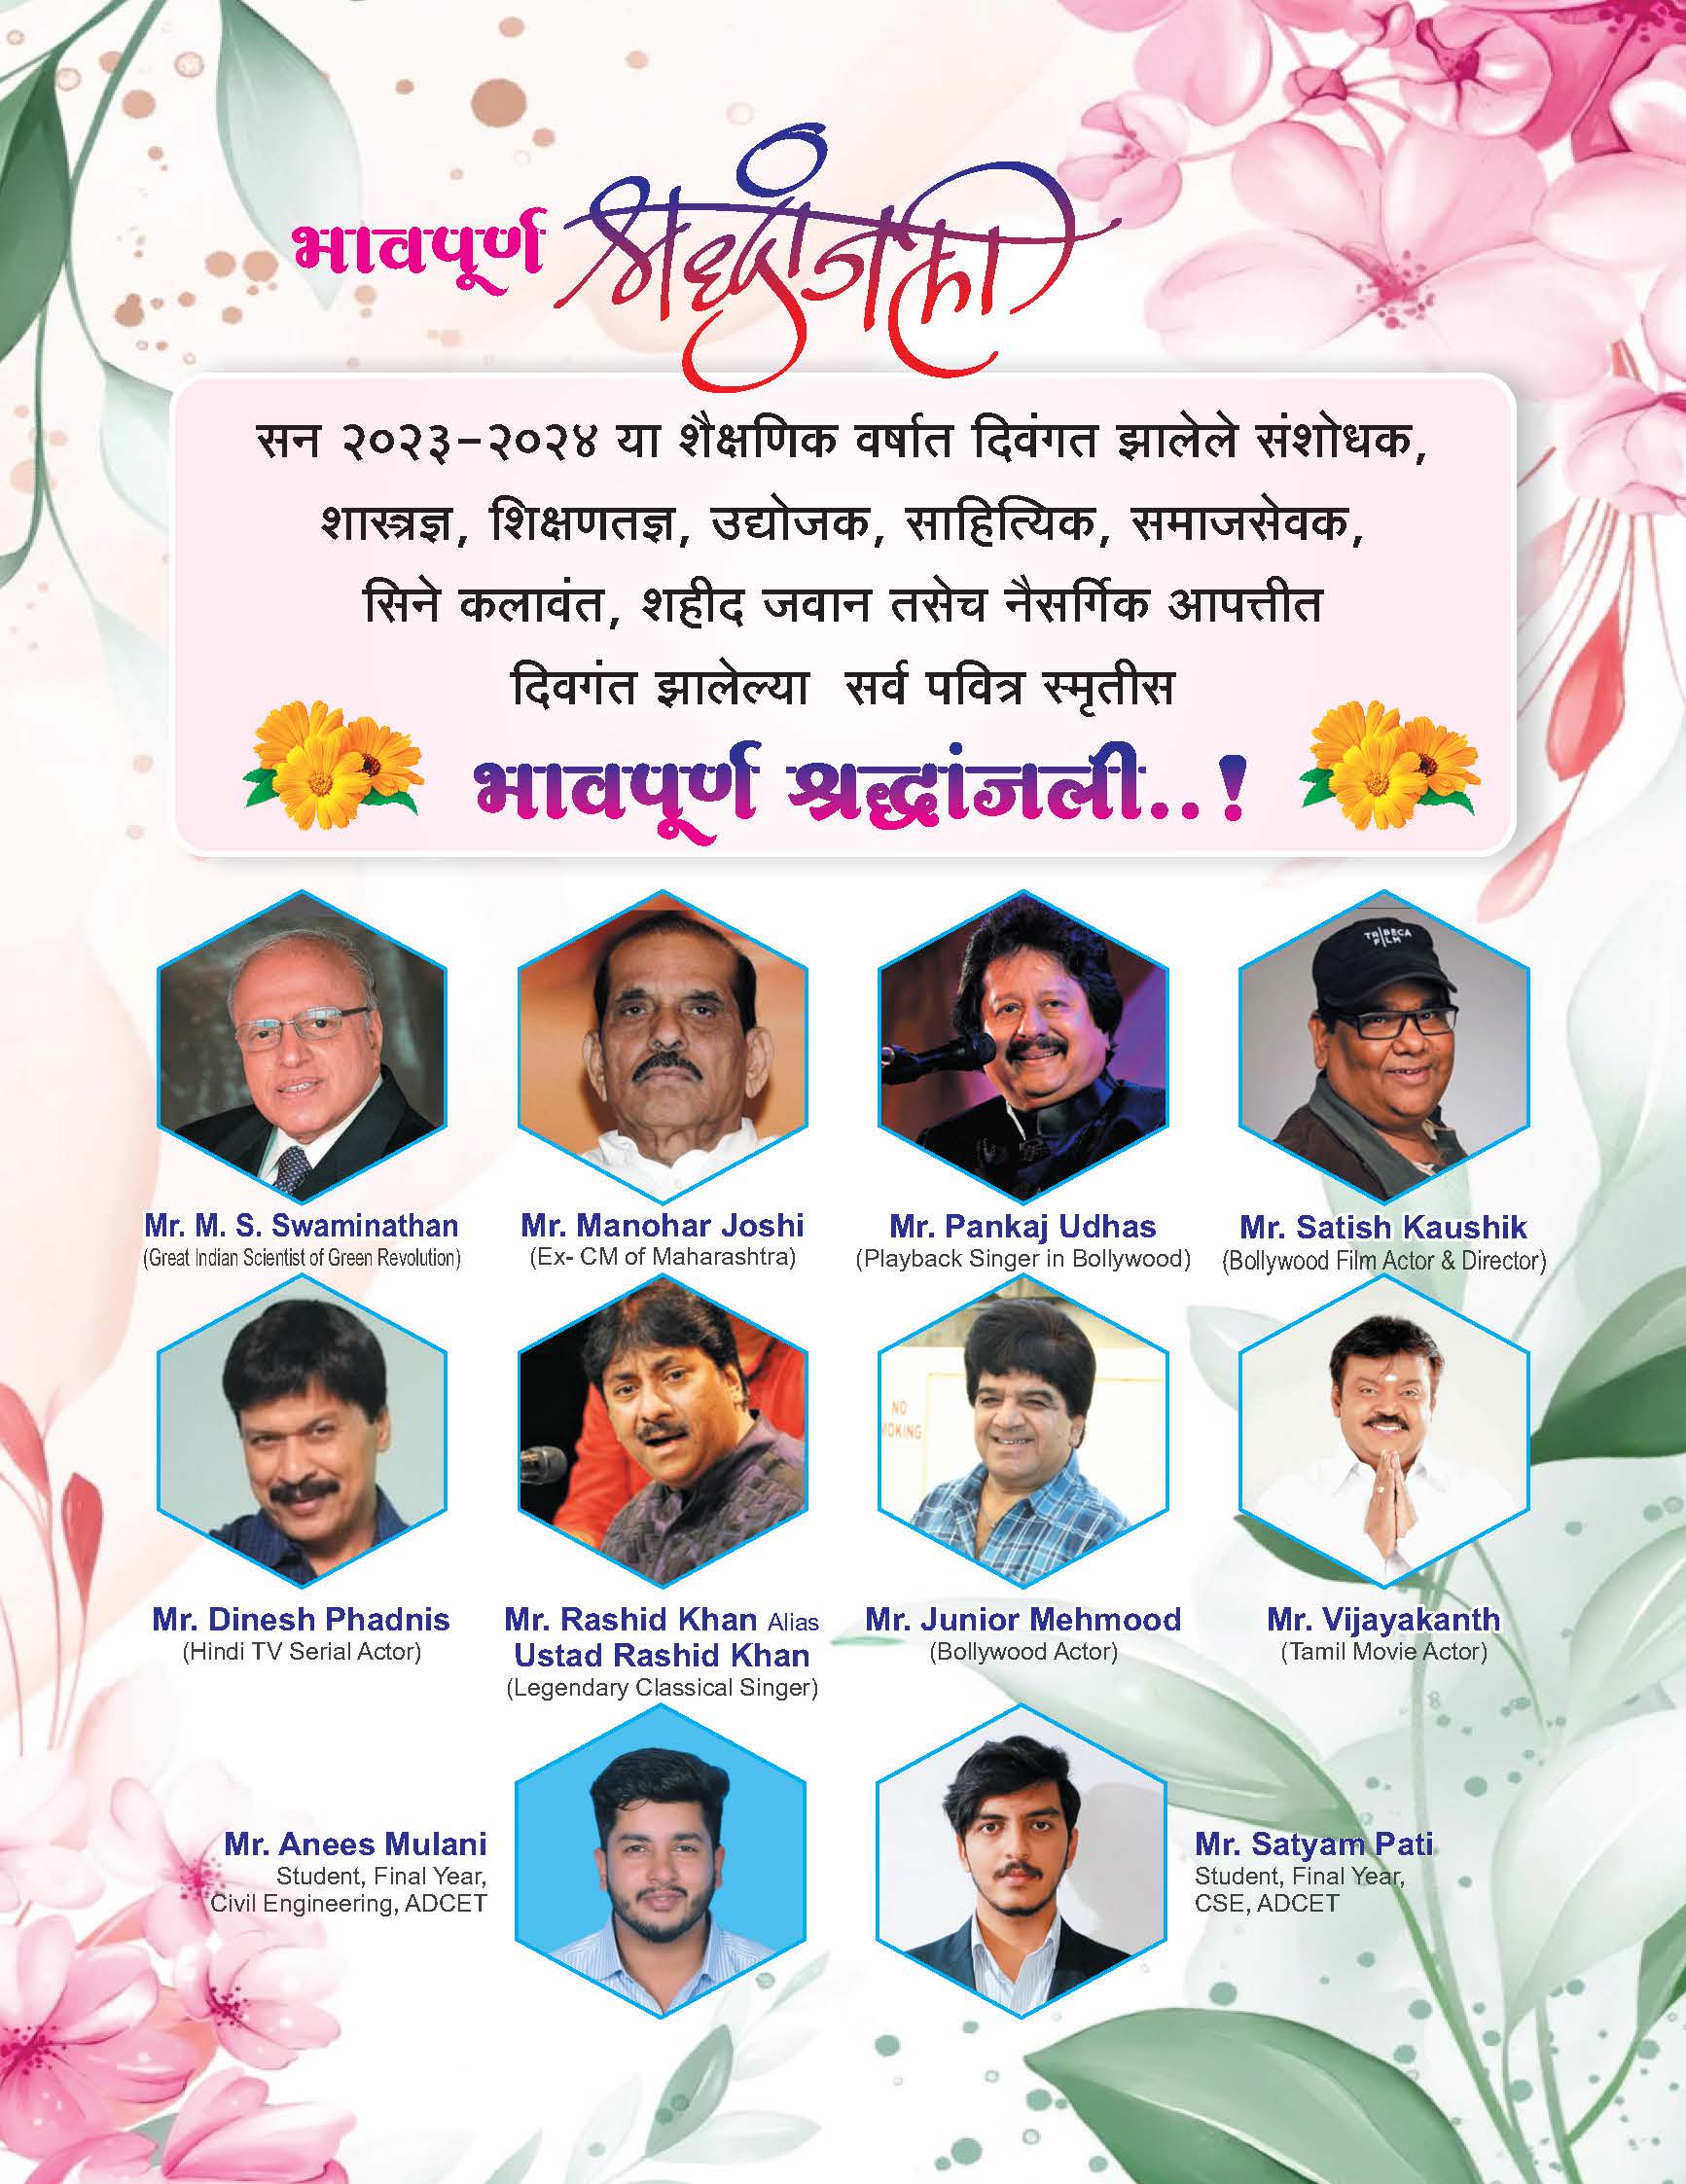 भावपूर्ण श्रद्धांजली
सन २०२३-२०२४ या शैक्षणिक वर्षात दिवंगत झालेले संशोधक,
शास्त्रज्ञ, शिक्षणतज्ञ, उद्योजक, साहित्यिक, समाजसेवक,
सिने कलावंत, शहीद जवान तसेच नैसर्गिक आपत्तीत
दिवगंत झालेल्या सर्व पवित्र स्मृतीस
भावपूर्ण श्रद्धांजली..!
TRIBECA
FILM
Mr. M. S. Swaminathan
(Great Indian Scientist of Green Revolution)
Mr. Manohar Joshi
(Ex- CM of Maharashtra)
Mr. Pankaj Udhas
(Playback Singer in Bollywood)
Mr. Satish Kaushik
(Bollywood Film Actor & Director)
NO
MOKING
Mr. Dinesh Phadnis
(Hindi TV Serial Actor)
Mr. Rashid Khan Alias
Ustad Rashid Khan
(Legendary Classical Singer)
Mr. Junior Mehmood
(Bollywood Actor)
Mr. Vijayakanth
(Tamil Movie Actor)
Mr. Anees Mulani
Student, Final Year,
Civil Engineering, ADCET
Mr. Satyam Pati
Student, Final Year,
CSE, ADCET